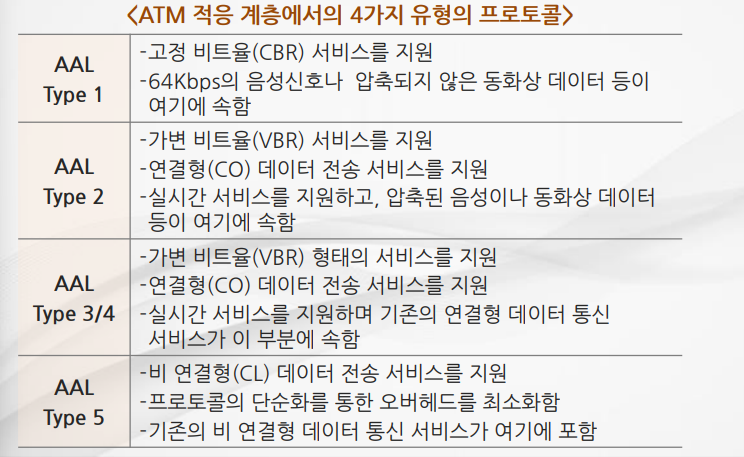 <ATM 적응 계층에서의 4가지 유형의 프로토콜>
AAL
Type 1
-고정 비트율(CBR) 서비스를 지원
-64Kbps의 음성신호나 압축되지 않은 동화상 데이터 등이
여기에 속함
AAL
Type 2
-가변 비트율(VBR) 서비스를 지원
-연결형(CO) 데이터 전송 서비스를 지원
-실시간 서비스를 지원하고, 압축된 음성이나 동화상 데이터
등이 여기에 속함
AAL
Type 3/4
-가변 비트율(VBR) 형태의 서비스를 지원
-연결형(CO) 데이터 전송 서비스를 지원
-실시간 서비스를 지원하며 기존의 연결형 데이터 통신
서비스가 이 부분에 속함
AAL
Type 5
-비 연결형(CL) 데이터 전송 서비스를 지원
-프로토콜의 단순화를 통한 오버헤드를 최소화함
-기존의 비 연결형 데이터 통신 서비스가 여기에 포함